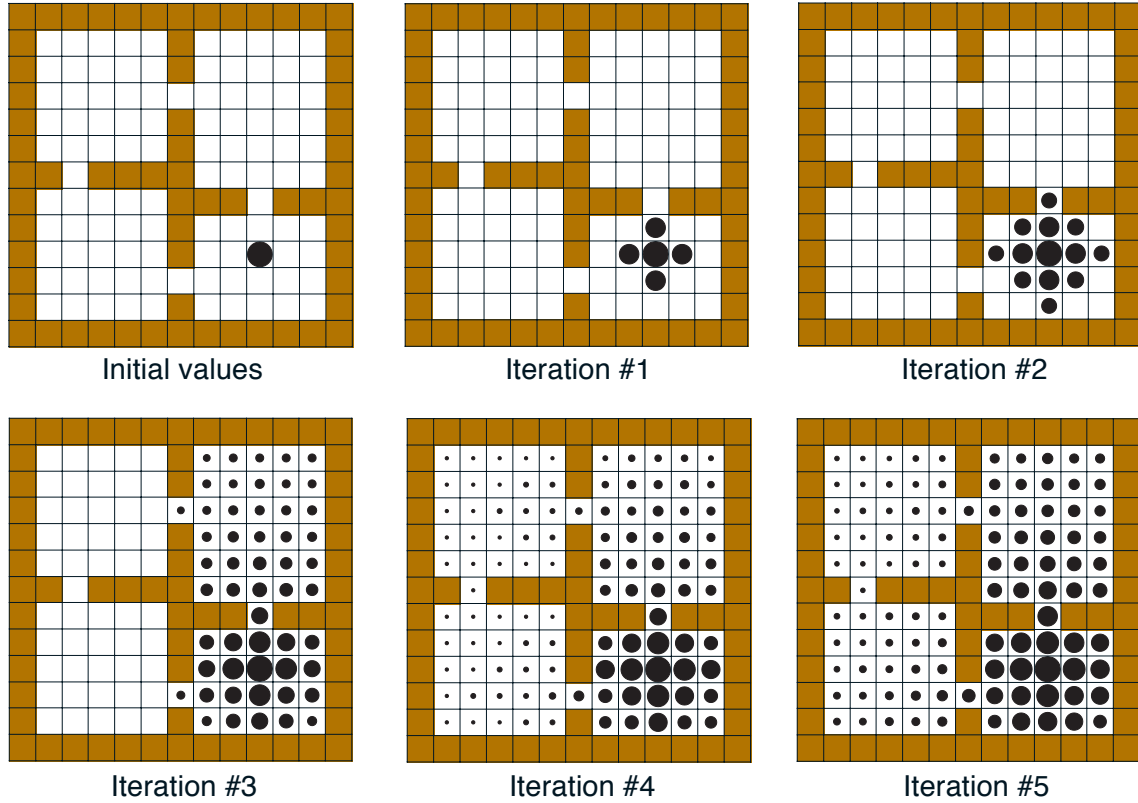 Initial values
Iteration #1
Iteration #2
Iteration #3
Iteration #4
Iteration #5